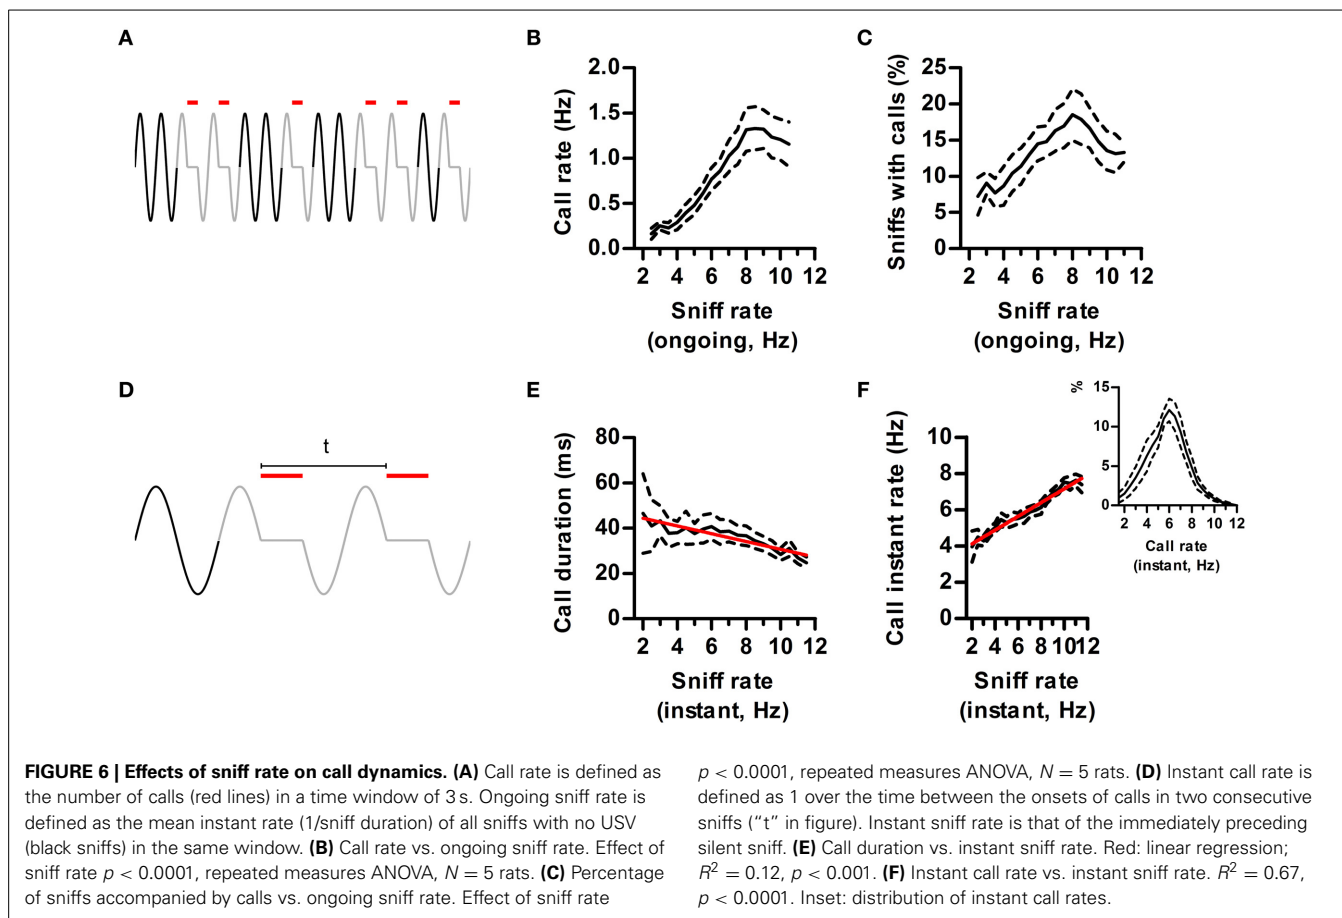 A
B
2.0
1.5
1.0
0.5
0.0
Call rate (Hz)
2 4 6 8 10 12
Sniff rate
(ongoing, Hz)
C
25
20
15
10
5
0
Sniffs with calls (%)
2 4 6 8 10 12
Sniff rate
(ongoing, Hz)
D
t
E
80
60
40
20
0
Call duration (ms)
2 4 6 8 10 12
Sniff rate
(instant, Hz)
F
10
8
6
4
2
0
Call instant rate (Hz)
2 4 6 8 10 12
Sniff rate
(instant, Hz)
%
15
10
5
0
2 4 6 8 10 12
Call rate
(instant, Hz)
FIGURE 6 | Effects of sniff rate on call dynamics. (A) Call rate is defined as
the number of calls (red lines) in a time window of 3 s. Ongoing sniff rate is
defined as the mean instant rate (1/sniff duration) of all sniffs with no USV
(black sniffs) in the same window. (B) Call rate vs. ongoing sniff rate. Effect of
sniff rate p < 0.0001, repeated measures ANOVA, N = 5 rats. (C) Percentage
of sniffs accompanied by calls vs. ongoing sniff rate. Effect of sniff rate
p < 0.0001, repeated measures ANOVA, N = 5 rats. (D) Instant call rate is
defined as 1 over the time between the onsets of calls in two consecutive
sniffs ("t" in figure). Instant sniff rate is that of the immediately preceding
silent sniff. (E) Call duration vs. instant sniff rate. Red: linear regression;
R² = 0.12, p < 0.001. (F) Instant call rate vs. instant sniff rate. R² = 0.67,
p < 0.0001. Inset: distribution of instant call rates.